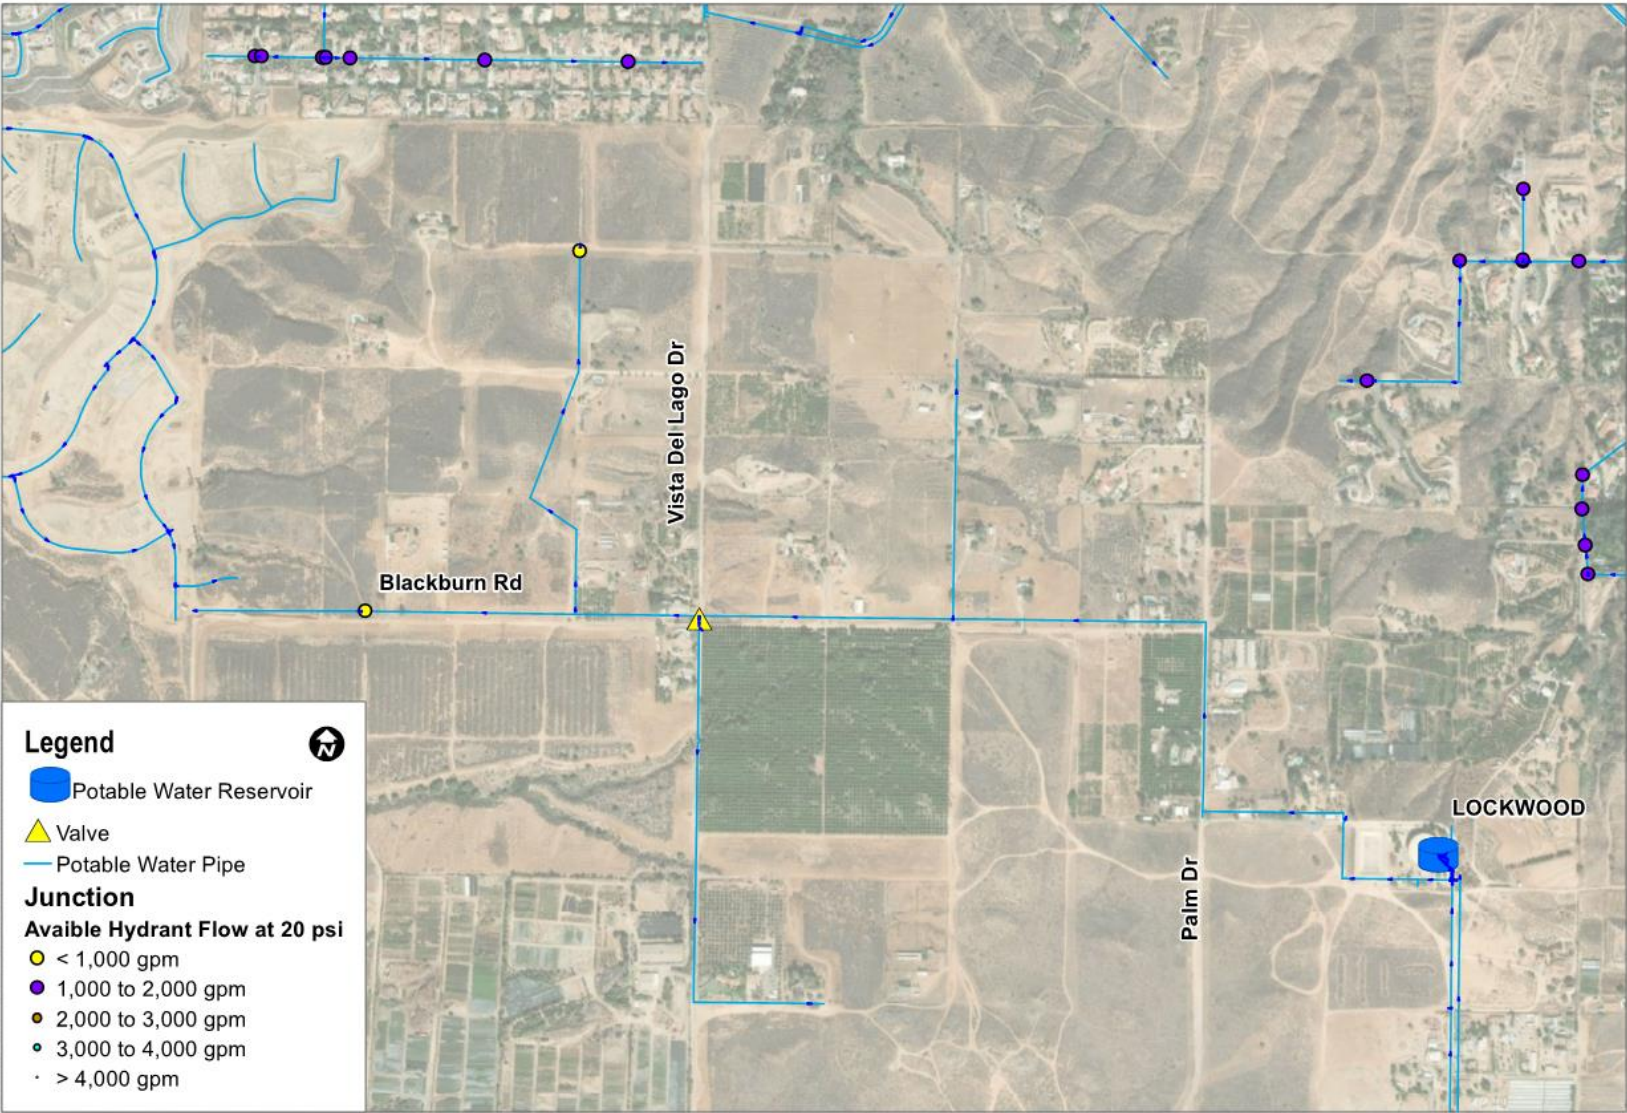 Vista Del Lago Dr
Blackburn Rd
LOCKWOOD
Palm Dr
Legend
N
Potable Water Reservoir
Valve
Potable Water Pipe
Junction
Avaible Hydrant Flow at 20 psi
< 1,000 gpm
1,000 to 2,000 gpm
2,000 to 3,000 gpm
3,000 to 4,000 gpm
> 4,000 gpm